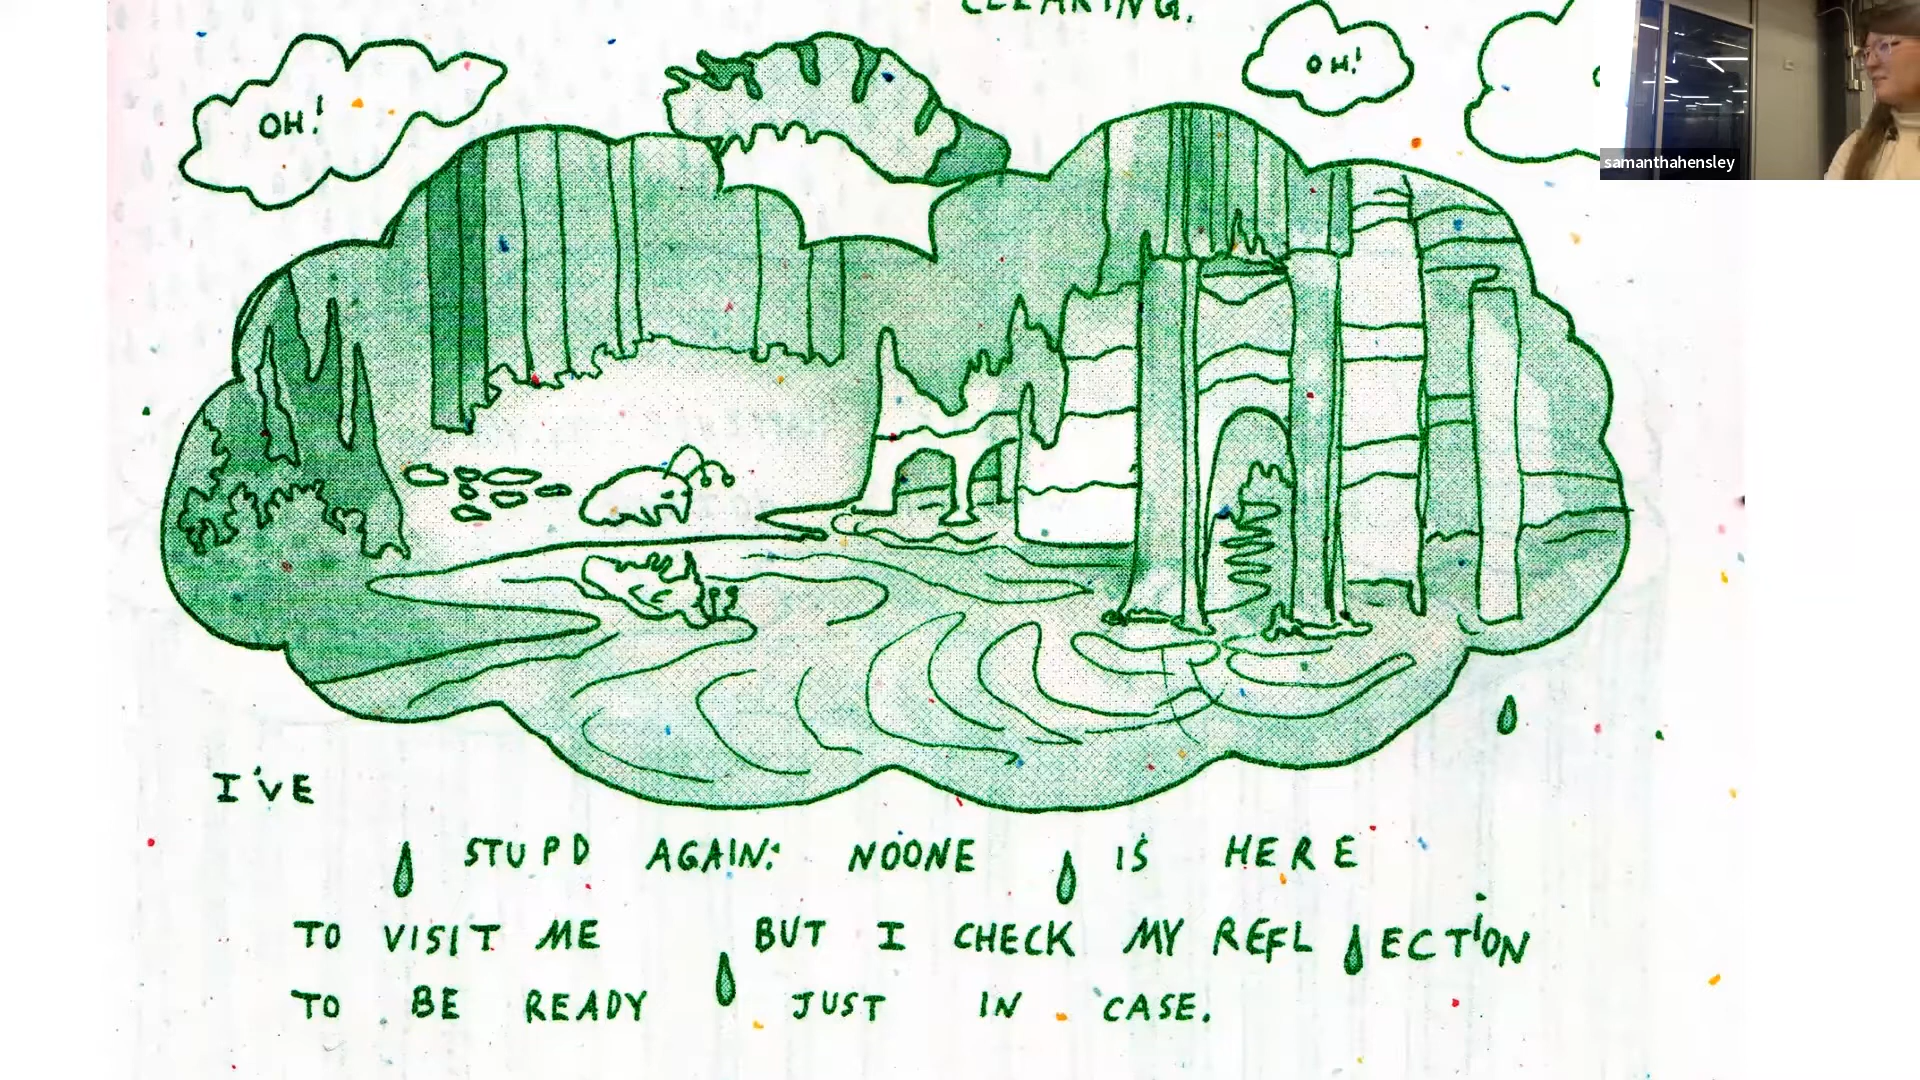 CLEARING.
OH!
OH!
samanthahensley
I'VE
STUPD AGAIN: NOONE IS HERE
TO VISIT ME BUT I CHECK MY REFLECTION
TO BE READY JUST IN CASE.